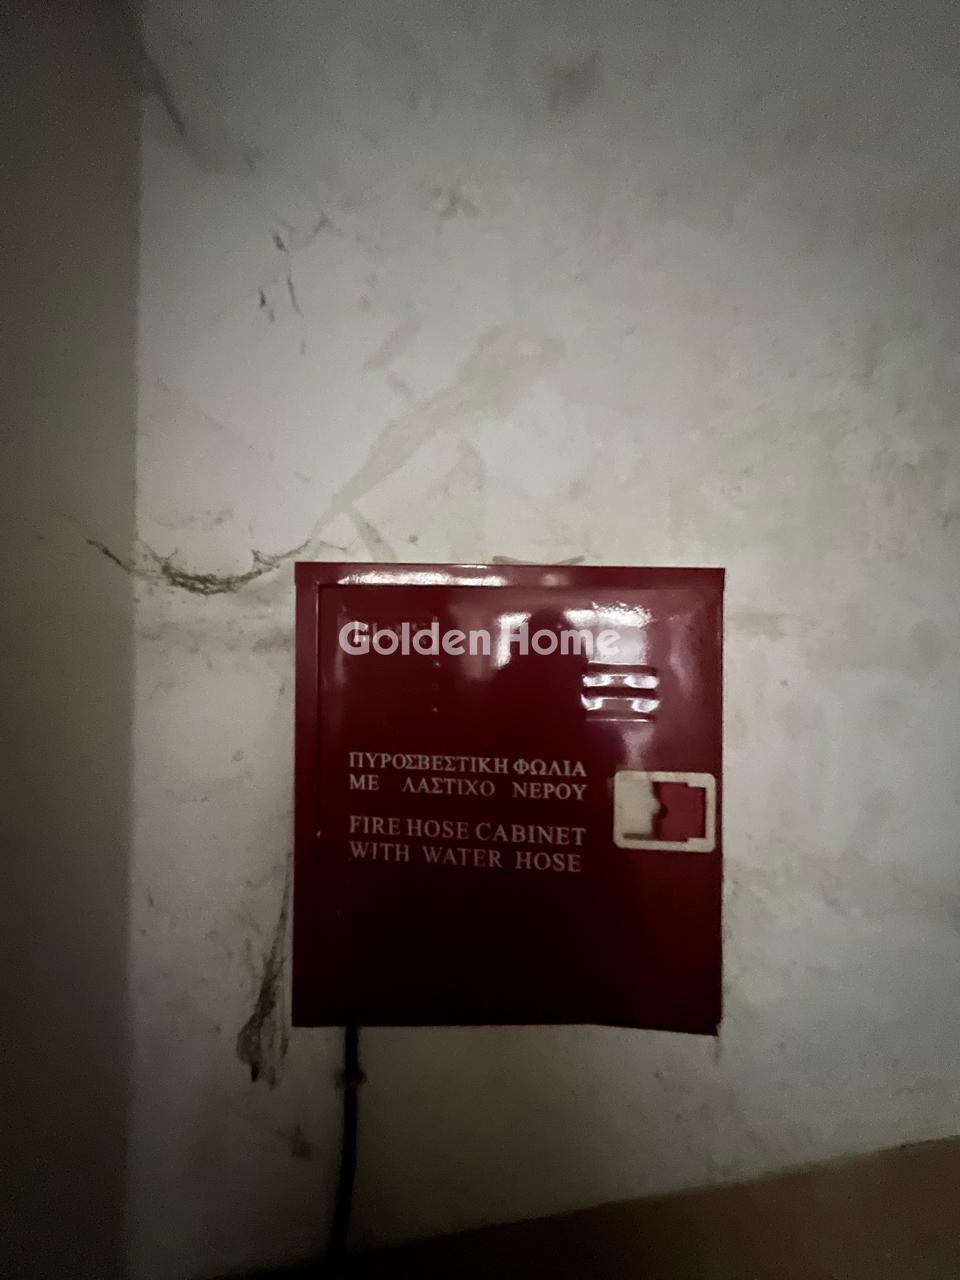 Golden Home
ΠΥΡΟΣΒΕΣΤΙΚΗ ΦΩΛΙΑ
ΜΕ ΛΑΣΤΙΧΟ ΝΕΡΟΥ
FIRE HOSE CABINET
WITH WATER HOSE